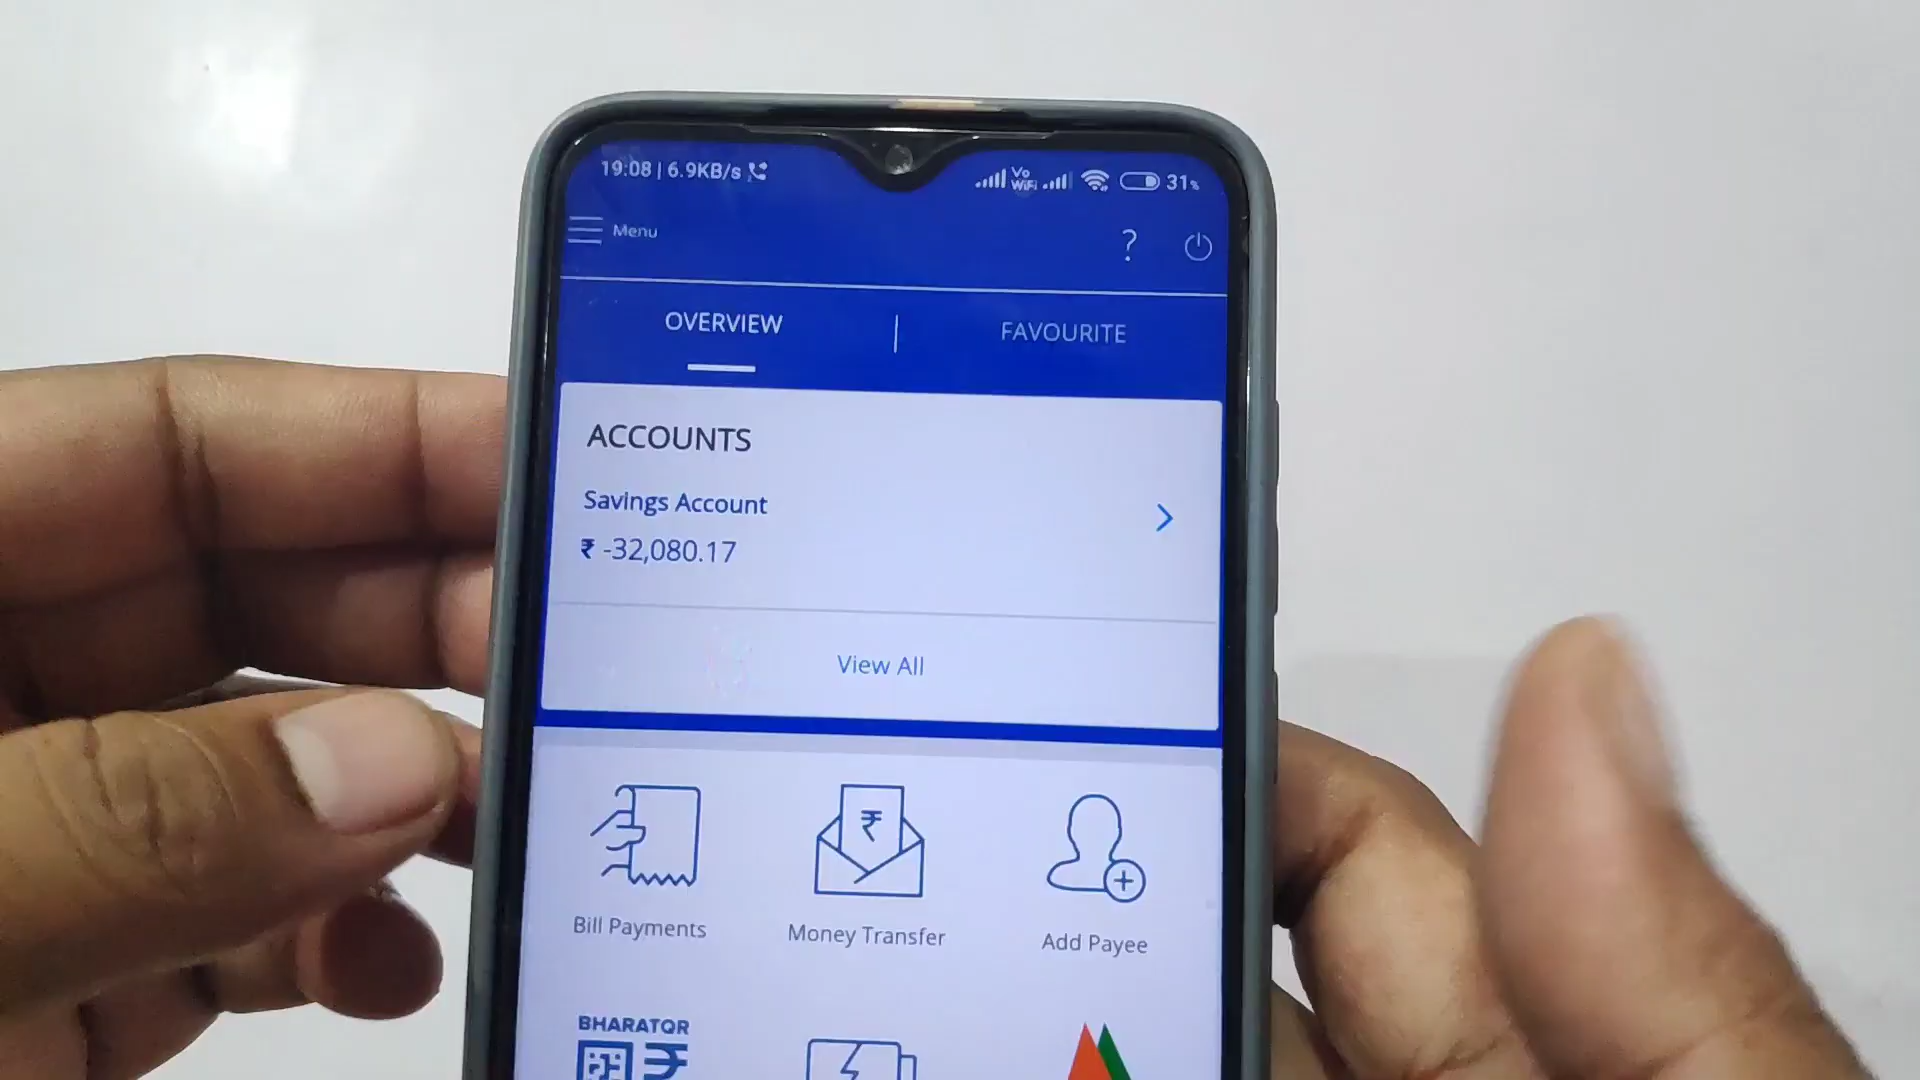 19:08 | 6.9KB/s
Vo
WiFi
31%
Menu
?
OVERVIEW | FAVOURITE
ACCOUNTS
Savings Account
₹ -32,080.17
View All
₹
Bill Payments
Money Transfer
Add Payee
BHARATQR
₹